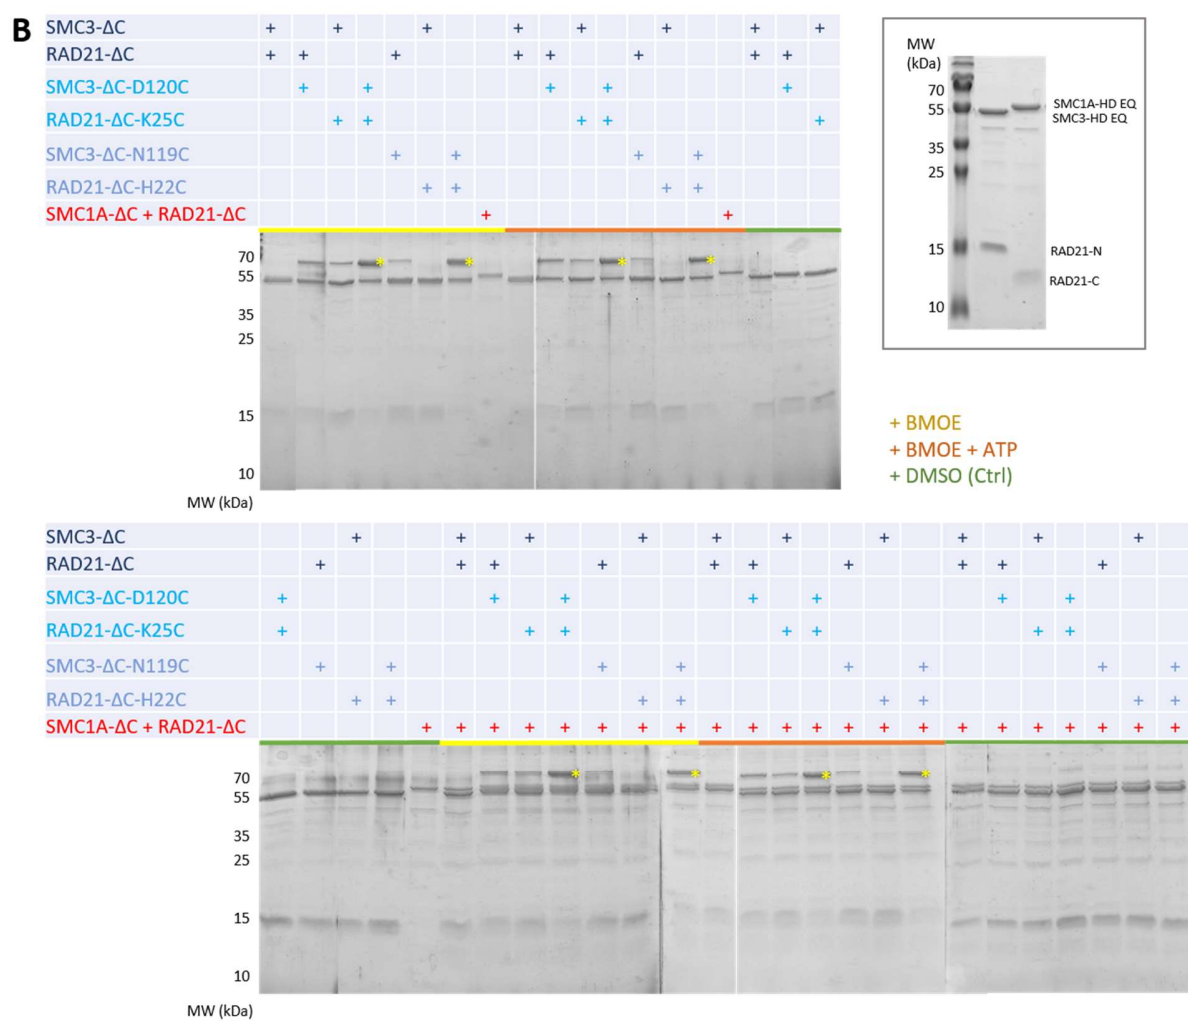 B
SMC3-ΔC + + + + + + + +
RAD21-ΔC + + + + + + + +
SMC3-ΔC-D120C + + + + +
RAD21-ΔC-K25C + + + + +
SMC3-ΔC-N119C + + + +
RAD21-ΔC-H22C + + + +
SMC1A-ΔC + RAD21-ΔC + +
70
55
35
25
15
10
MW (kDa)
* * * *
MW
(kDa)
70
55
35
25
15
10
SMC1A-HD EQ
SMC3-HD EQ
RAD21-N
RAD21-C
+ BMOE
+ BMOE + ATP
+ DMSO (Ctrl)
SMC3-ΔC + + + + + + + + + +
RAD21-ΔC + + + + + + + + + +
SMC3-ΔC-D120C + + + + + + +
RAD21-ΔC-K25C + + + + + + +
SMC3-ΔC-N119C + + + + + + + +
RAD21-ΔC-H22C + + + + + + + +
SMC1A-ΔC + RAD21-ΔC + + + + + + + + + + + + + + + + + + + + + +
70
55
35
25
15
10
MW (kDa)
* * * *